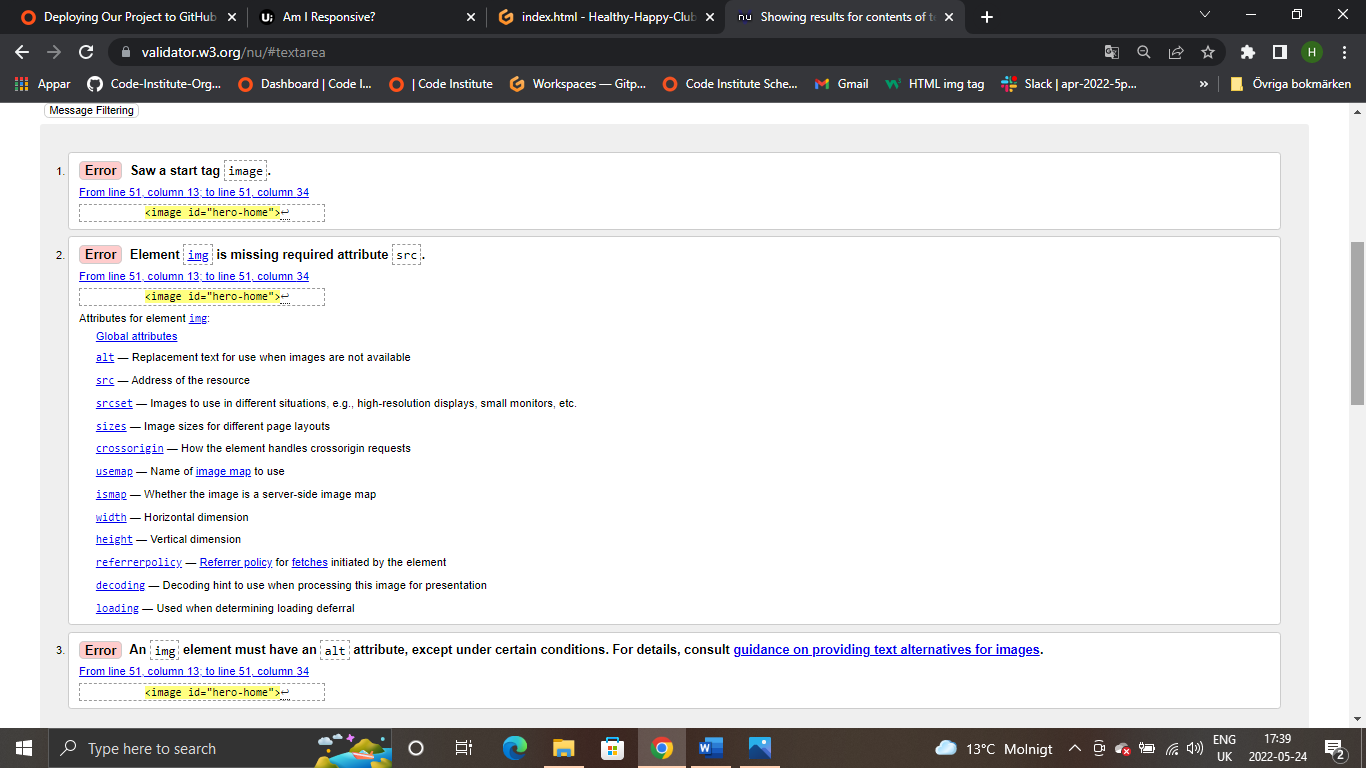 Deploying Our Project to GitHub
Am I Responsive?
index.html - Healthy-Happy-Club
nu Showing results for contents of te
validator.w3.org/nu/#textarea
H
Appar
Code-Institute-Org...
Dashboard | Code I...
| Code Institute
Workspaces — Gitp...
Code Institute Sche...
Gmail
HTML img tag
Slack | apr-2022-5p...
»
Övriga bokmärken
Message Filtering
1. Error Saw a start tag image.
From line 51, column 13; to line 51, column 34
<image id="hero-home">↩
2. Error Element img is missing required attribute src.
From line 51, column 13; to line 51, column 34
<image id="hero-home">↩
Attributes for element img:
Global attributes
alt — Replacement text for use when images are not available
src — Address of the resource
srcset — Images to use in different situations, e.g., high-resolution displays, small monitors, etc.
sizes — Image sizes for different page layouts
crossorigin — How the element handles crossorigin requests
usemap — Name of image map to use
ismap — Whether the image is a server-side image map
width — Horizontal dimension
height — Vertical dimension
referrerpolicy — Referrer policy for fetches initiated by the element
decoding — Decoding hint to use when processing this image for presentation
loading — Used when determining loading deferral
3. Error An img element must have an alt attribute, except under certain conditions. For details, consult guidance on providing text alternatives for images.
From line 51, column 13; to line 51, column 34
<image id="hero-home">↩
Type here to search
13°C Molnigt
ENG
UK
17:39
2022-05-24
2